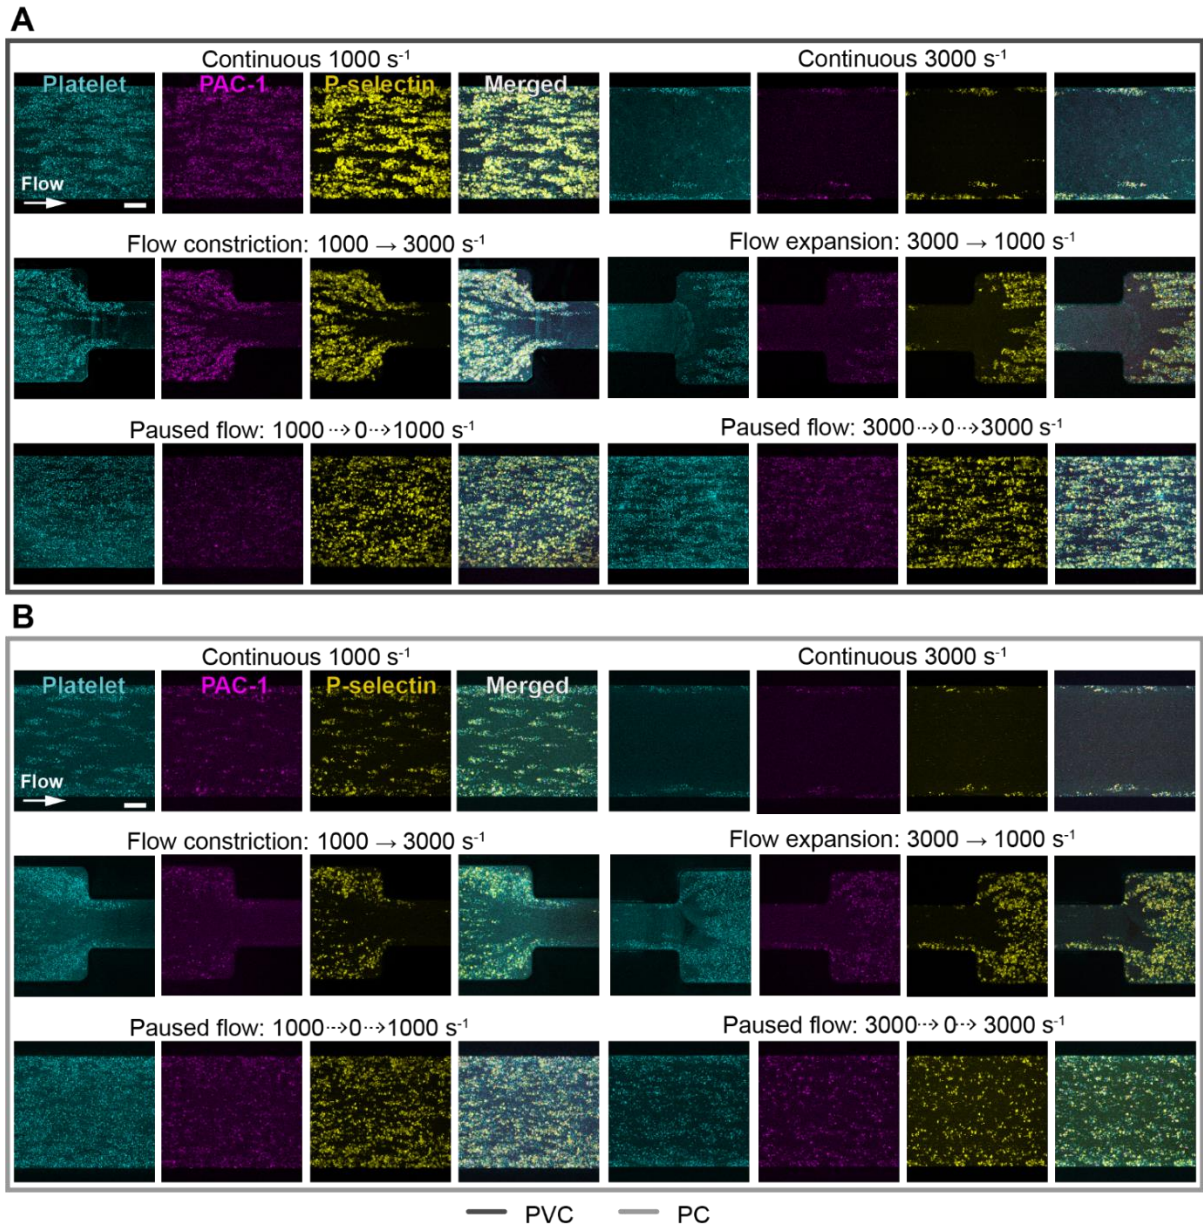 A
Continuous 1000 s⁻¹
Continuous 3000 s⁻¹
Platelet
PAC-1
P-selectin
Merged
Flow
Flow constriction: 1000 → 3000 s⁻¹
Flow expansion: 3000 → 1000 s⁻¹
Paused flow: 1000⇢0⇢1000 s⁻¹
Paused flow: 3000⇢0⇢3000 s⁻¹
B
Continuous 1000 s⁻¹
Continuous 3000 s⁻¹
Platelet
PAC-1
P-selectin
Merged
Flow
Flow constriction: 1000 → 3000 s⁻¹
Flow expansion: 3000 → 1000 s⁻¹
Paused flow: 1000⇢0⇢1000 s⁻¹
Paused flow: 3000⇢0⇢ 3000 s⁻¹
PVC
PC